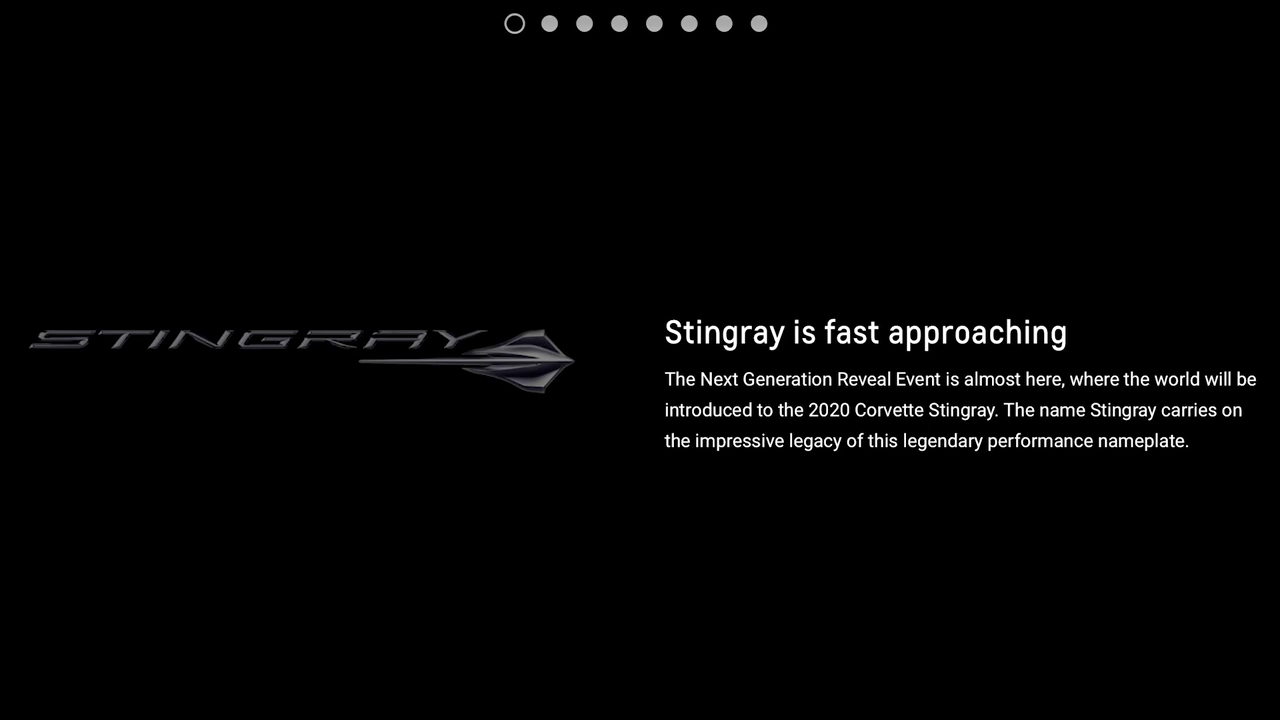 STINGRAY
Stingray is fast approaching
The Next Generation Reveal Event is almost here, where the world will be
introduced to the 2020 Corvette Stingray. The name Stingray carries on
the impressive legacy of this legendary performance nameplate.